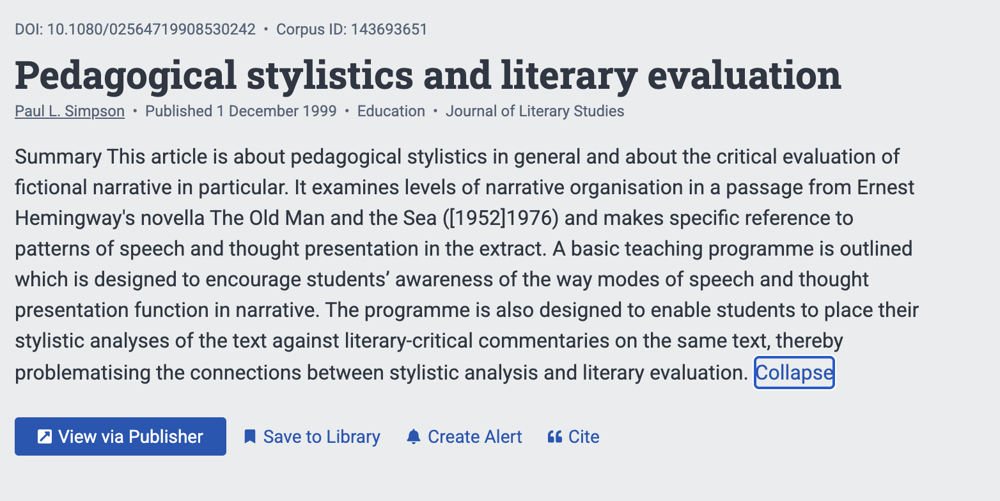 DOI: 10.1080/02564719908530242 • Corpus ID: 143693651
Pedagogical stylistics and literary evaluation
Paul L. Simpson • Published 1 December 1999 • Education • Journal of Literary Studies
Summary This article is about pedagogical stylistics in general and about the critical evaluation of
fictional narrative in particular. It examines levels of narrative organisation in a passage from Ernest
Hemingway's novella The Old Man and the Sea ([1952]1976) and makes specific reference to
patterns of speech and thought presentation in the extract. A basic teaching programme is outlined
which is designed to encourage students’ awareness of the way modes of speech and thought
presentation function in narrative. The programme is also designed to enable students to place their
stylistic analyses of the text against literary-critical commentaries on the same text, thereby
problematising the connections between stylistic analysis and literary evaluation. Collapse
View via Publisher Save to Library Create Alert Cite